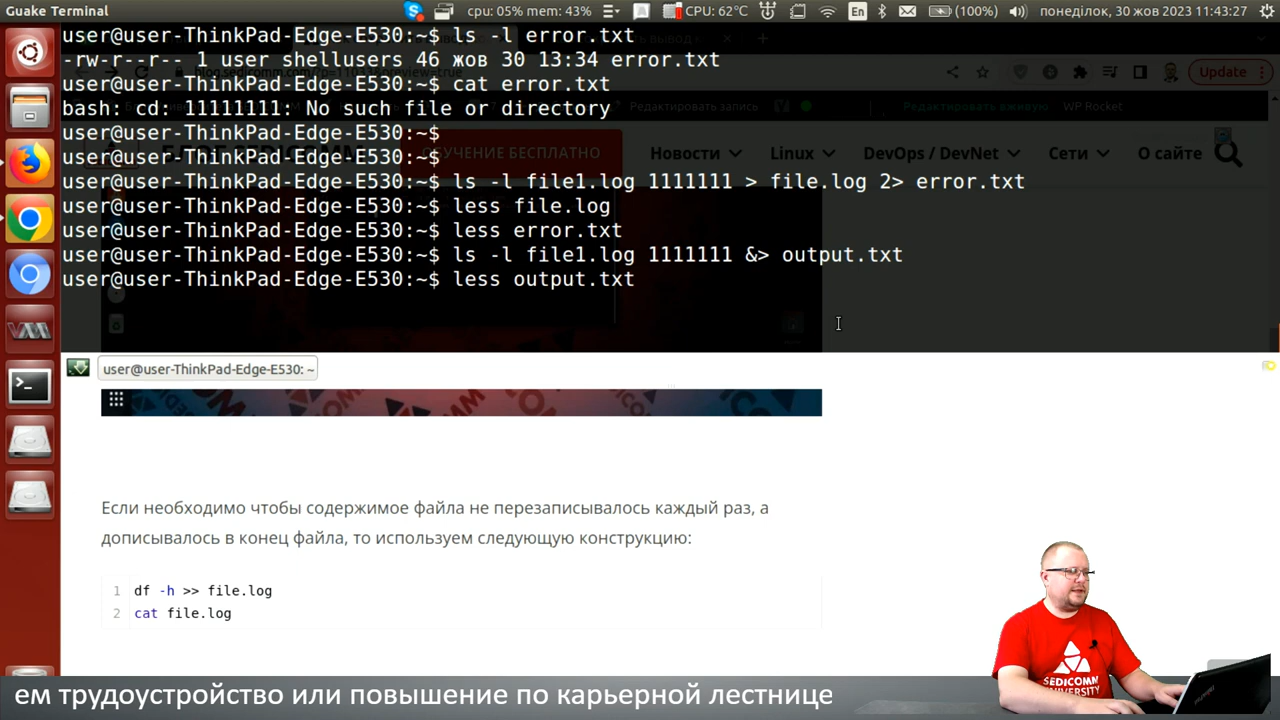 Guake Terminal
cpu: 05% mem: 43%
CPU: 62°C
En
(100%)
понеділок, 30 жов 2023 11:43:27
user@user-ThinkPad-Edge-E530:~$ ls -l error.txt
-rw-r--r-- 1 user shellusers 46 жов 30 13:34 error.txt
Update
user@user-ThinkPad-Edge-E530:~$ cat error.txt
bash: cd: 11111111: No such file or directory
Редактировать запись
Редактировать вживую
WP Rocket
user@user-ThinkPad-Edge-E530:~$
user@user-ThinkPad-Edge-E530:~$
ОБУЧЕНИЕ БЕСПЛАТНО
Новости
Linux
DevOps / DevNet
Сети
О сайте
user@user-ThinkPad-Edge-E530:~$ ls -l file1.log 1111111 > file.log 2> error.txt
user@user-ThinkPad-Edge-E530:~$ less file.log
user@user-ThinkPad-Edge-E530:~$ less error.txt
user@user-ThinkPad-Edge-E530:~$ ls -l file1.log 1111111 &> output.txt
user@user-ThinkPad-Edge-E530:~$ less output.txt
user@user-ThinkPad-Edge-E530: ~
Если необходимо чтобы содержимое файла не перезаписывалось каждый раз, а
дописывалось в конец файла, то используем следующую конструкцию:
1 df -h >> file.log
2 cat file.log
SEDICOMM
UNIVERSITY
ем трудоустройство или повышение по карьерной лестнице